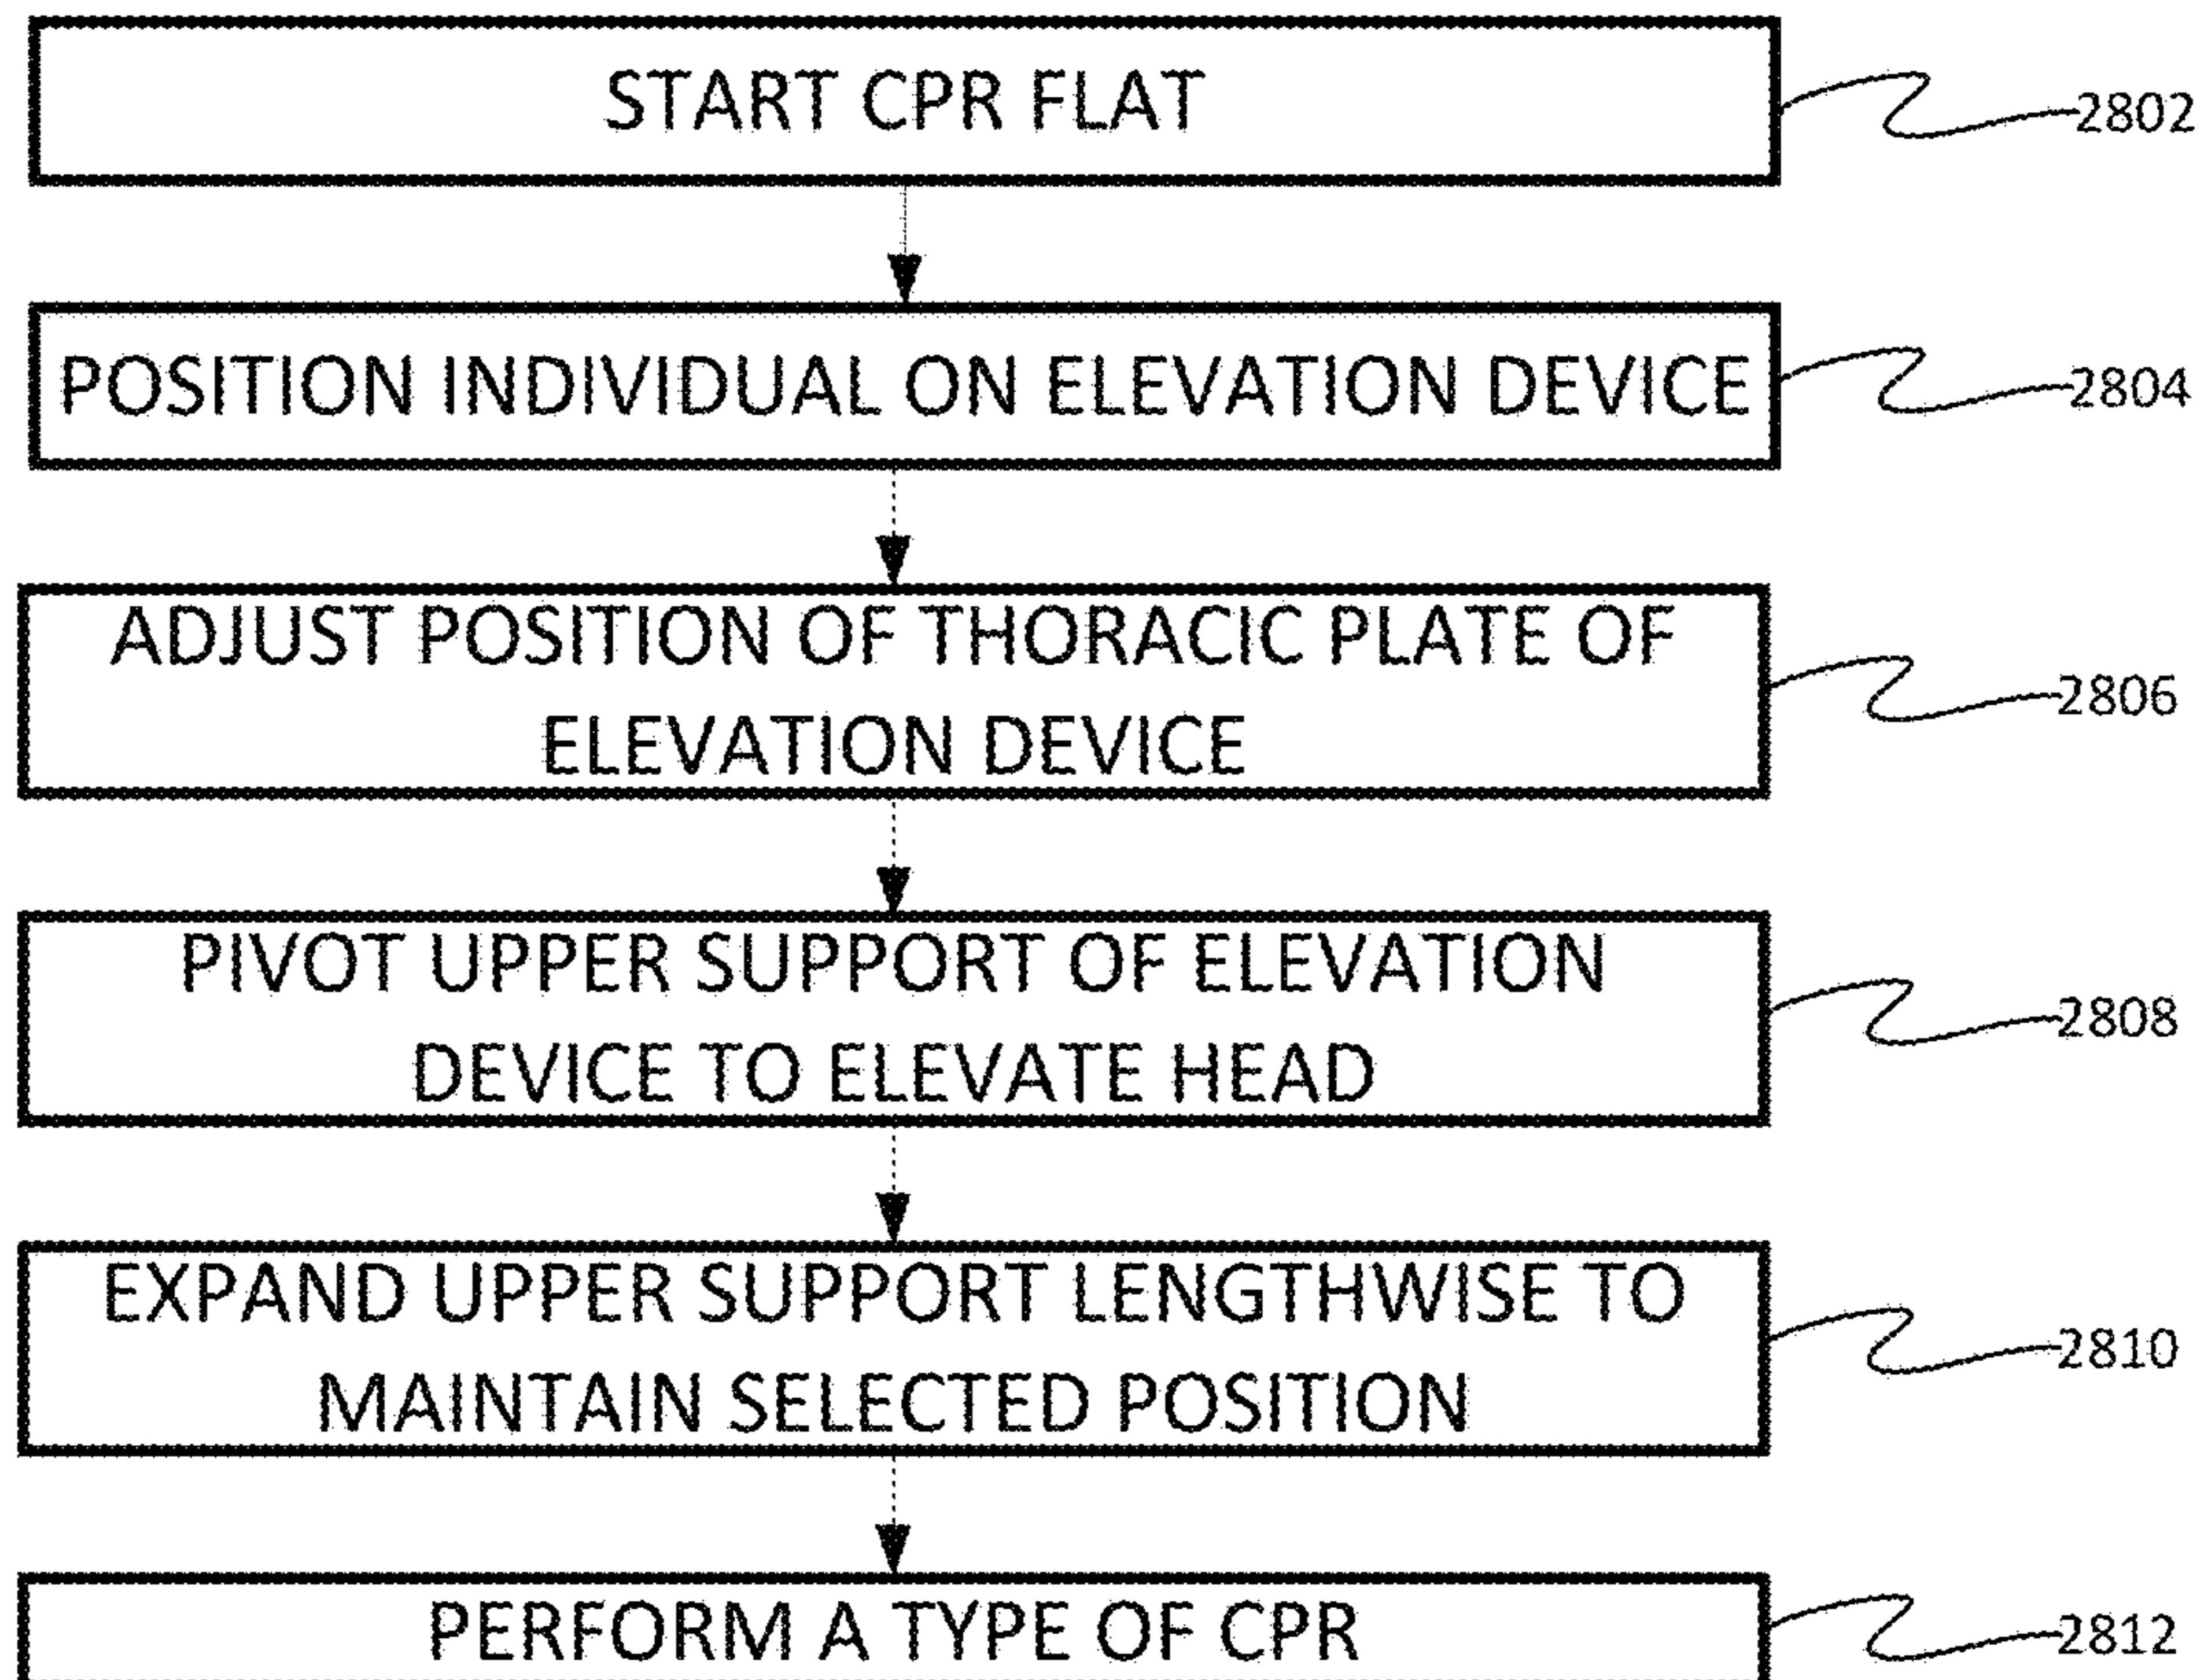 START CPR FLAT
2802
POSITION INDIVIDUAL ON ELEVATION DEVICE
2804
ADJUST POSITION OF THORACIC PLATE OF
ELEVATION DEVICE
2806
PIVOT UPPER SUPPORT OF ELEVATION
DEVICE TO ELEVATE HEAD
2808
EXPAND UPPER SUPPORT LENGTHWISE TO
MAINTAIN SELECTED POSITION
2810
PERFORM A TYPE OF CPR
2812